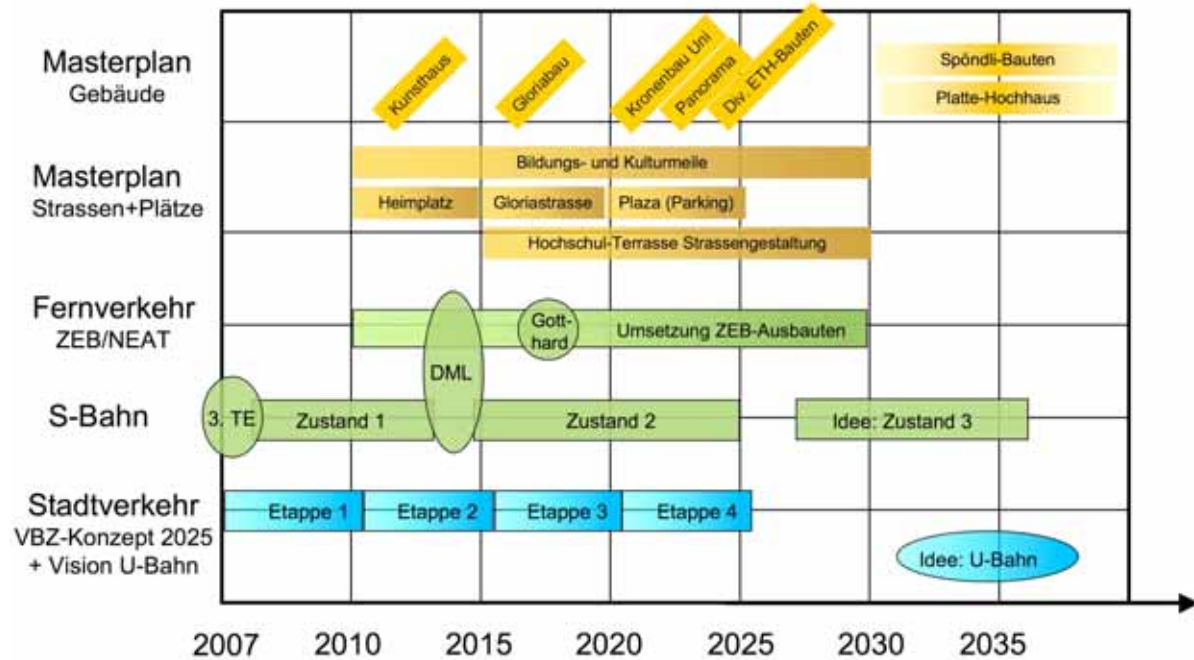 Masterplan
Gebäude
Kunsthaus
Gloriabau
Kronenbau Uni
Panorama
Div. ETH-Bauten
Spöndli-Bauten
Platte-Hochhaus
Masterplan
Strassen+Plätze
Bildungs- und Kulturmeile
Heimplatz
Gloriastrasse
Plaza (Parking)
Hochschul-Terrasse Strassengestaltung
Fernverkehr
ZEB/NEAT
DML
Gott-
hard
Umsetzung ZEB-Ausbauten
S-Bahn
3. TE
Zustand 1
Zustand 2
Idee: Zustand 3
Stadtverkehr
VBZ-Konzept 2025
+ Vision U-Bahn
Etappe 1
Etappe 2
Etappe 3
Etappe 4
Idee: U-Bahn
2007 2010 2015 2020 2025 2030 2035